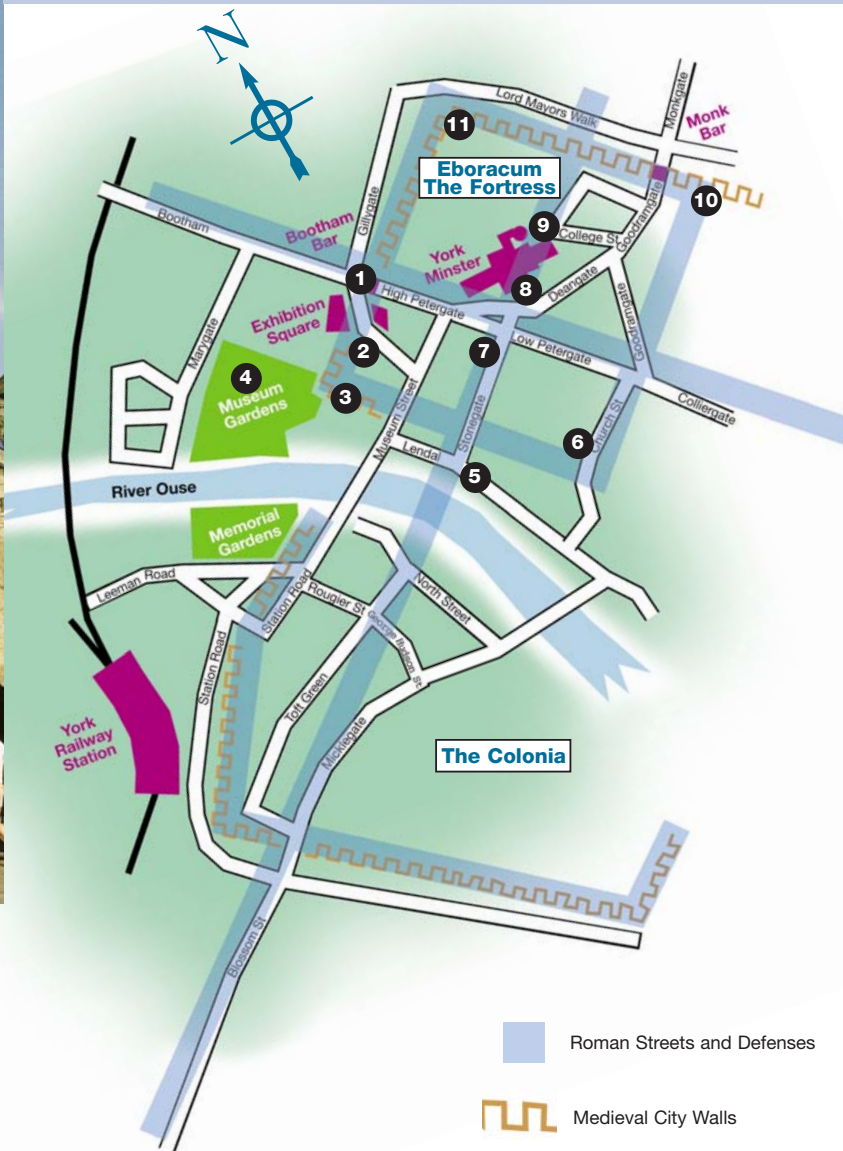 N
Lord Mayors Walk
Monkgate
Monk
Bar
11
Eboracum
The Fortress
10
Gillygate
Bootham
Bootham
Bar
9
College St
Goodramgate
York
Minster
1
High Petergate
8
Deangate
Goodramgate
Exhibition
Square
Marygate
2
7
Low Petergate
4
Museum
Gardens
3
Museum Street
Stonegate
Colliergate
Church St
6
Lendal
5
River Ouse
Memorial
Gardens
Leeman Road
Station Road
Rougier St
North Street
George Hudson St
Station Road
Toft Green
Micklegate
York
Railway
Station
The Colonia
Blossom St
Roman Streets and Defenses
Medieval City Walls